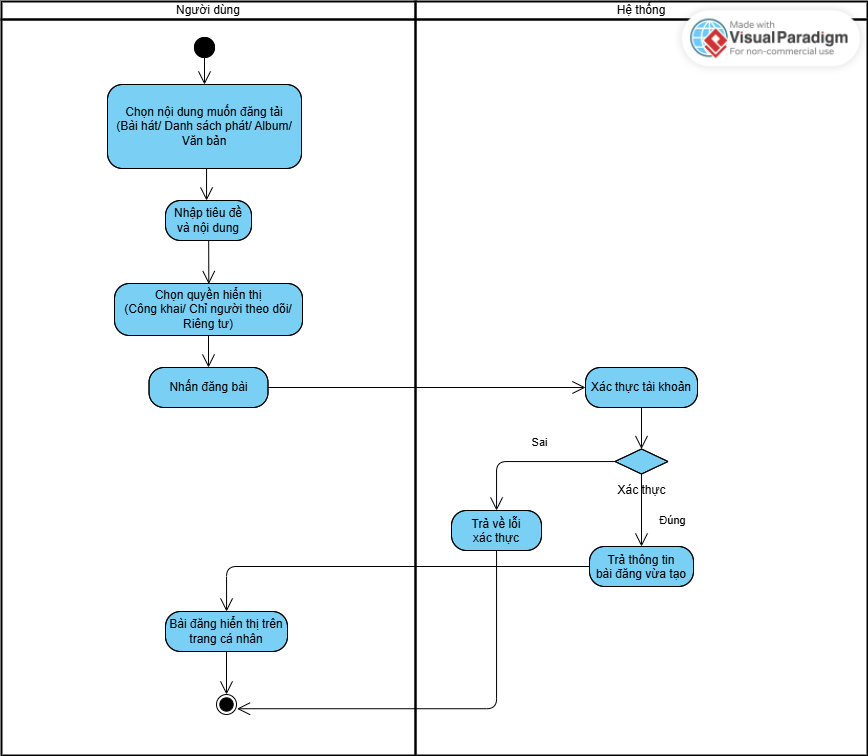 Người dùng
Hệ thống
Made with
Visual Paradigm
For non-commercial use
Chọn nội dung muốn đăng tải
(Bài hát/ Danh sách phát/ Album/
Văn bản
Nhập tiêu đề
và nội dung
Chọn quyền hiển thị
(Công khai/ Chỉ người theo dõi/
Riêng tư)
Nhấn đăng bài
Xác thực tài khoản
Sai
Xác thực
Đúng
Trả về lỗi
xác thực
Trả thông tin
bài đăng vừa tạo
Bài đăng hiển thị trên
trang cá nhân